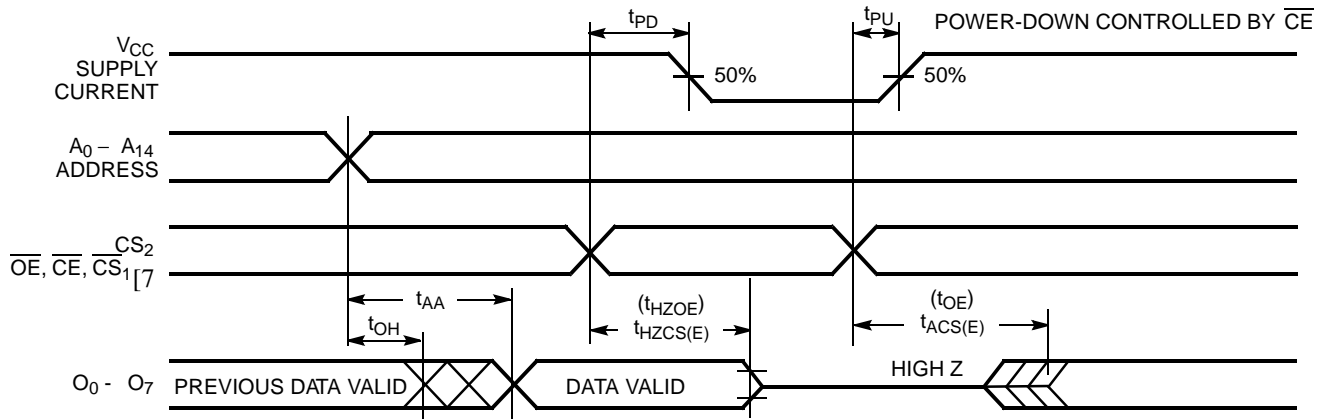 tPD
tPU
POWER-DOWN CONTROLLED BY CE
VCC
SUPPLY
CURRENT
50%
50%
A0 – A14
ADDRESS
CS2
OE, CE, CS1[7
tAA
(tHZOE)
tHZCS(E)
(tOE)
tACS(E)
tOH
HIGH Z
O0 - O7
PREVIOUS DATA VALID
DATA VALID